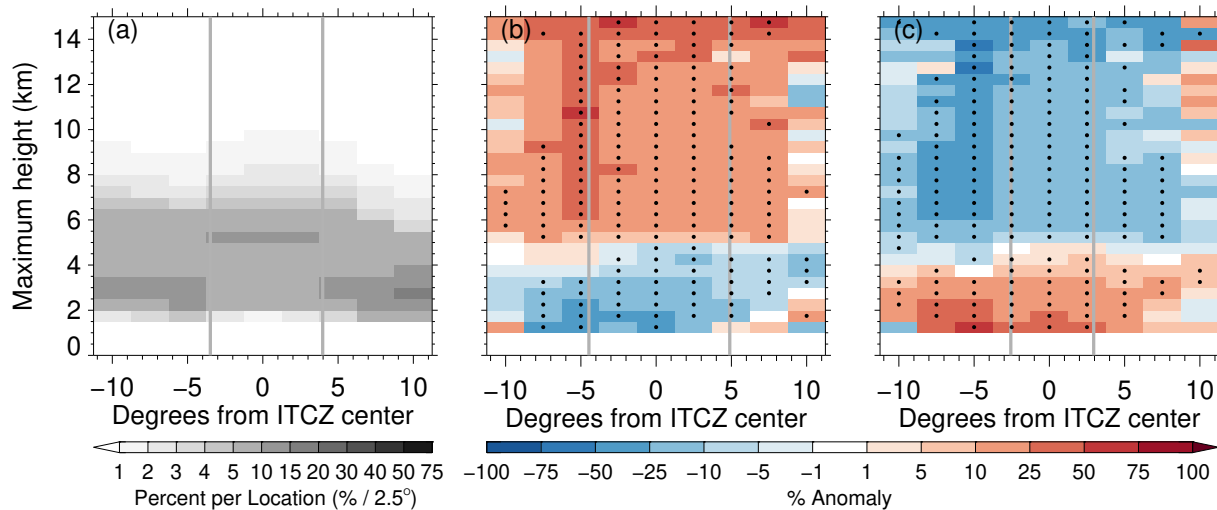 (a) (b) (c)
Maximum height (km)
14
12
10
8
6
4
2
0
−10 −5 0 5 10 −10 −5 0 5 10 −10 −5 0 5 10
Degrees from ITCZ center Degrees from ITCZ center Degrees from ITCZ center
1 2 3 4 5 10 15 20 30 40 50 75 −100 −75 −50 −25 −10 −5 −1 1 5 10 25 50 75 100
Percent per Location (% / 2.5°) % Anomaly